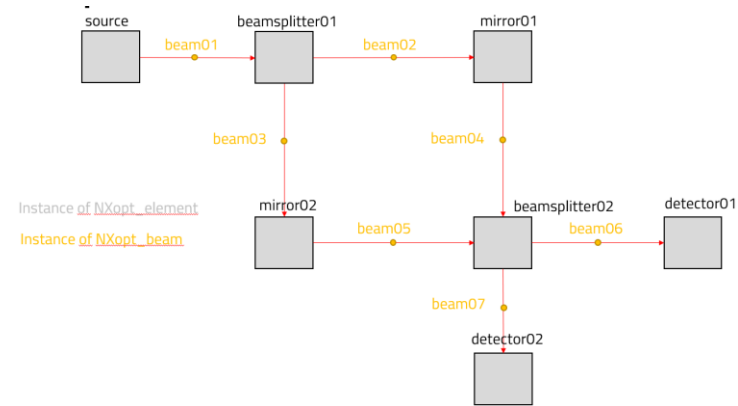 source
beamsplitter01
mirror01
beam01
beam02
beam03
beam04
Instance of NXopt_element
mirror02
beamsplitter02
detector01
Instance of NXopt_beam
beam05
beam06
beam07
detector02